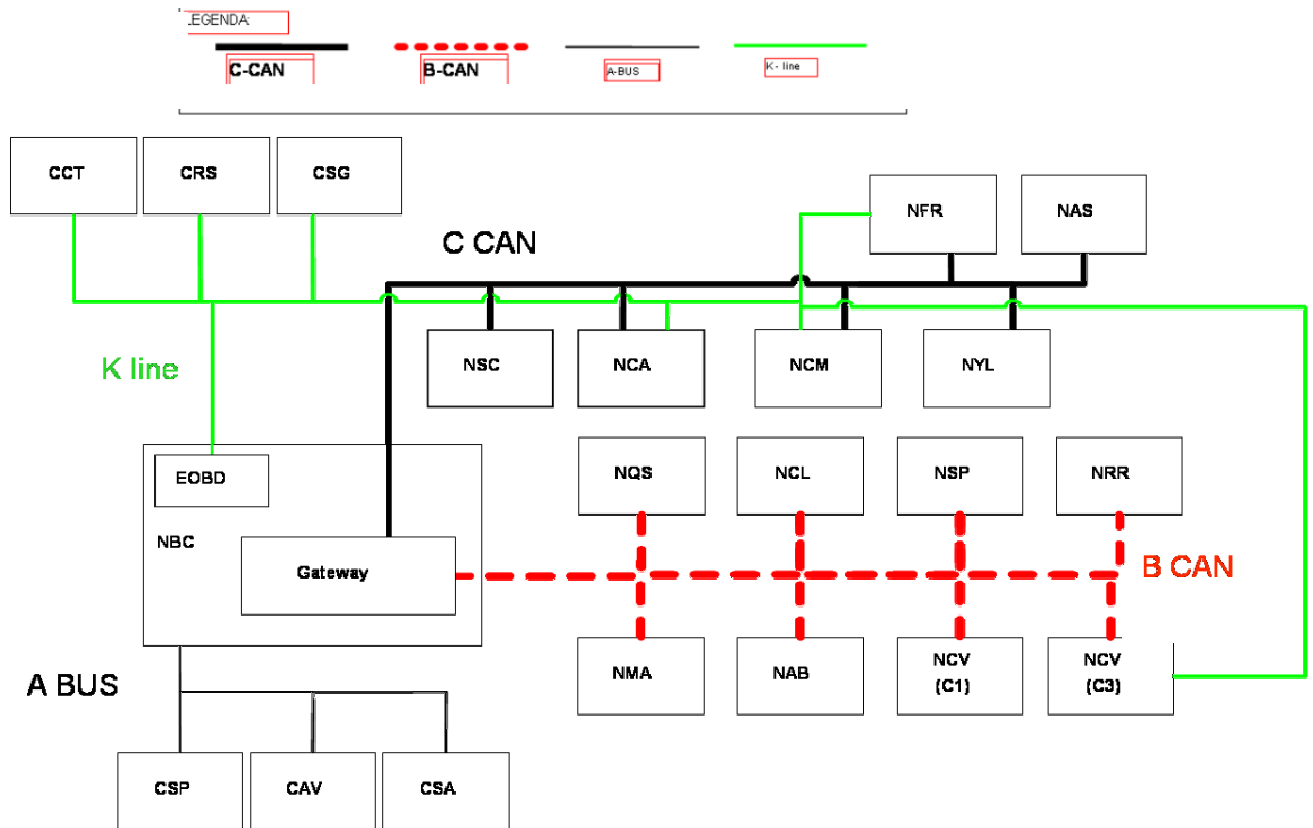 LEGENDA:
C-CAN
B-CAN
A-BUS
K - line
CCT
CRS
CSG
NFR
NAS
C CAN
K line
NSC
NCA
NCM
NYL
EOBD
NBC
Gateway
NQS
NCL
NSP
NRR
B CAN
A BUS
NMA
NAB
NCV
(C1)
NCV
(C3)
CSP
CAV
CSA